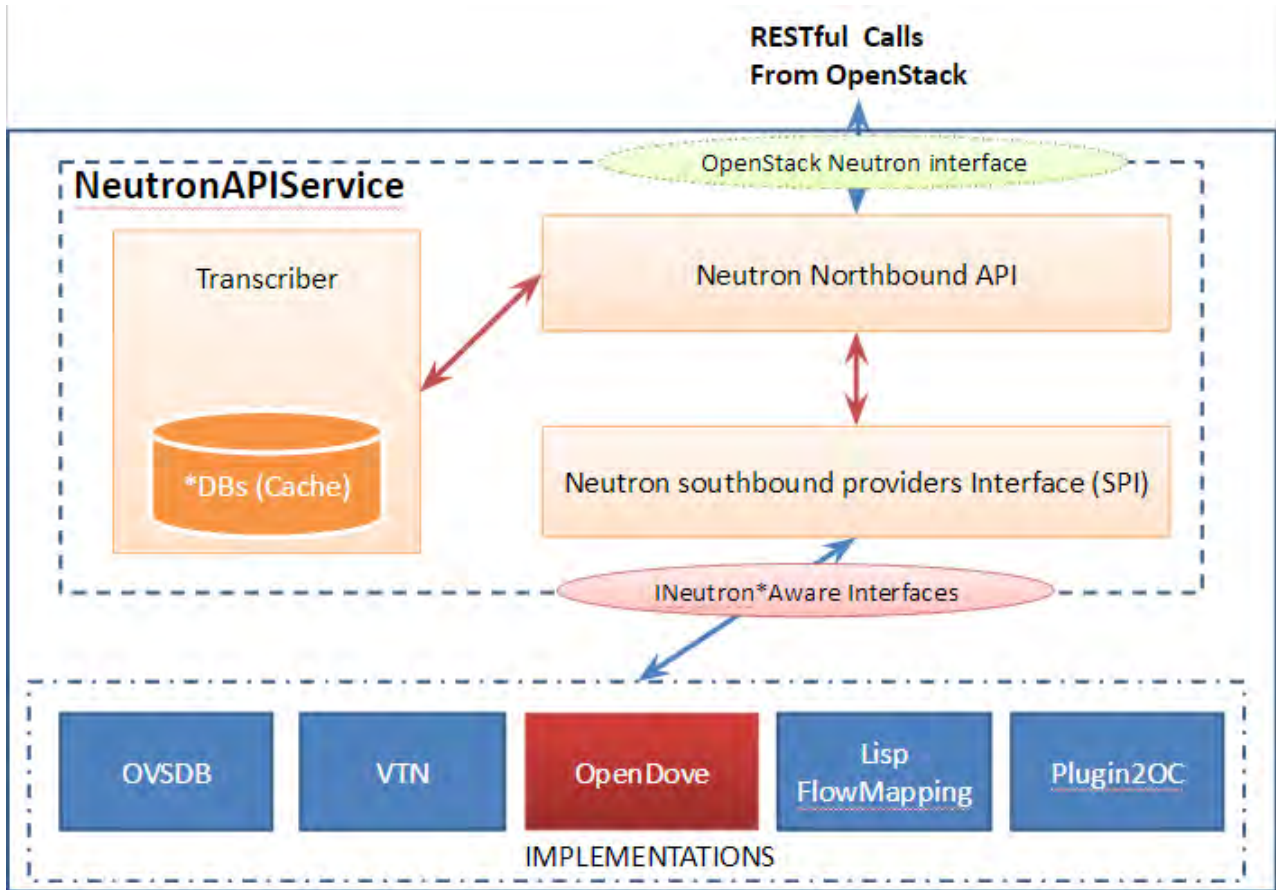 RESTful Calls
From OpenStack
OpenStack Neutron interface
NeutronAPIService
Transcriber
Neutron Northbound API
*DBs (Cache)
Neutron southbound providers Interface (SPI)
INeutron*Aware Interfaces
OVSDB
VTN
OpenDove
Lisp
FlowMapping
Plugin2OC
IMPLEMENTATIONS